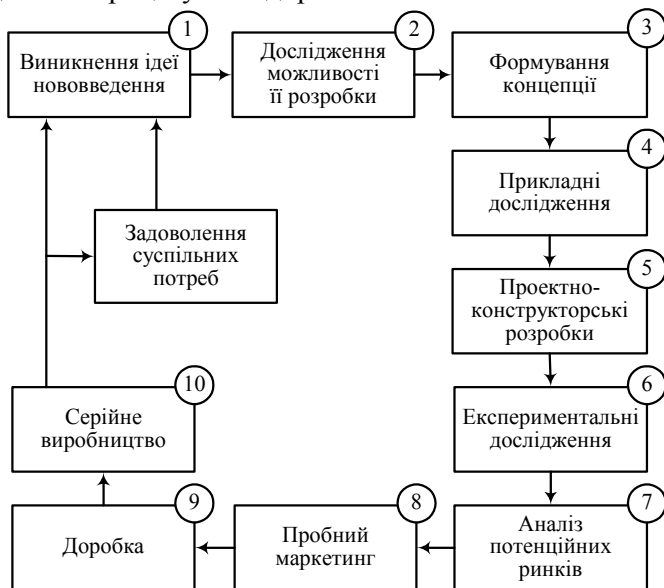 1
Виникнення ідеї
нововведення
2
Дослідження
можливості
її розробки
3
Формування
концепції
4
Прикладні
дослідження
Задоволення
суспільних
потреб
5
Проектно-
конструкторські
розробки
10
Серійне
виробництво
6
Експериментальні
дослідження
9
Доробка
8
Пробний
маркетинг
7
Аналіз
потенційних
ринків